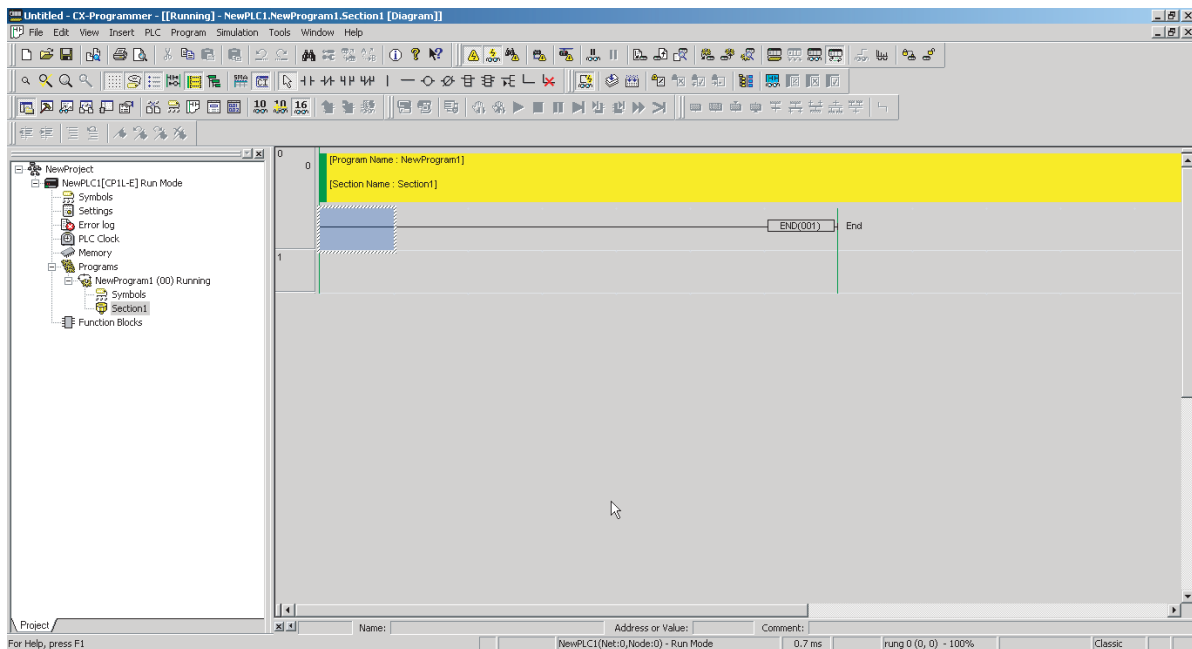 Untitled - CX-Programmer - [[Running] - NewPLC1.NewProgram1.Section1 [Diagram]]
File Edit View Insert PLC Program Simulation Tools Window Help
10 10 16
NewProject
NewPLC1[CP1L-E] Run Mode
Symbols
Settings
Error log
PLC Clock
Memory
Programs
NewProgram1 (00) Running
Symbols
Section1
Function Blocks
Project
0
0
[Program Name : NewProgram1]
[Section Name : Section1]
END(001) End
1
Name: Address or Value: Comment:
For Help, press F1 NewPLC1(Net:0,Node:0) - Run Mode 0.7 ms rung 0 (0, 0) - 100% Classic